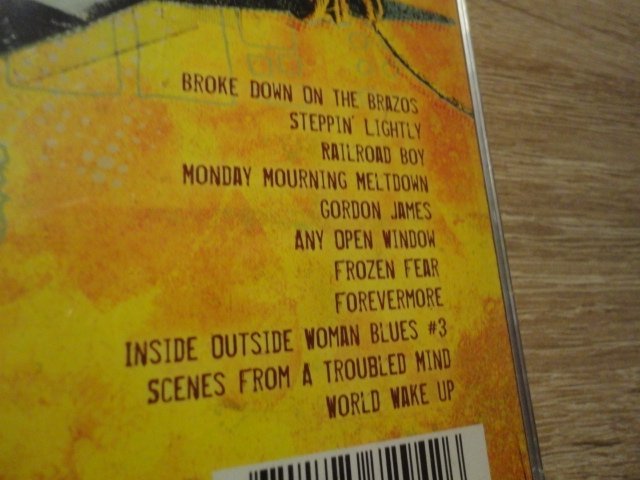 BROKE DOWN ON THE BRAZOS
STEPPIN' LIGHTLY
RAILROAD BOY
MONDAY MOURNING MELTDOWN
GORDON JAMES
ANY OPEN WINDOW
FROZEN FEAR
FOREVERMORE
INSIDE OUTSIDE WOMAN BLUES #3
SCENES FROM A TROUBLED MIND
WORLD WAKE UP